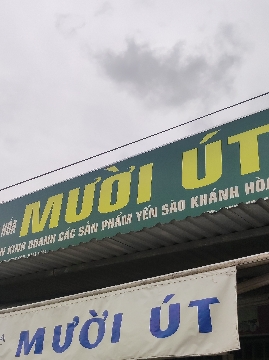 MƯỜI ÚT
KINH DOANH CÁC SẢN PHẨM YẾN SÀO KHÁNH HÒA
MƯỜI ÚT